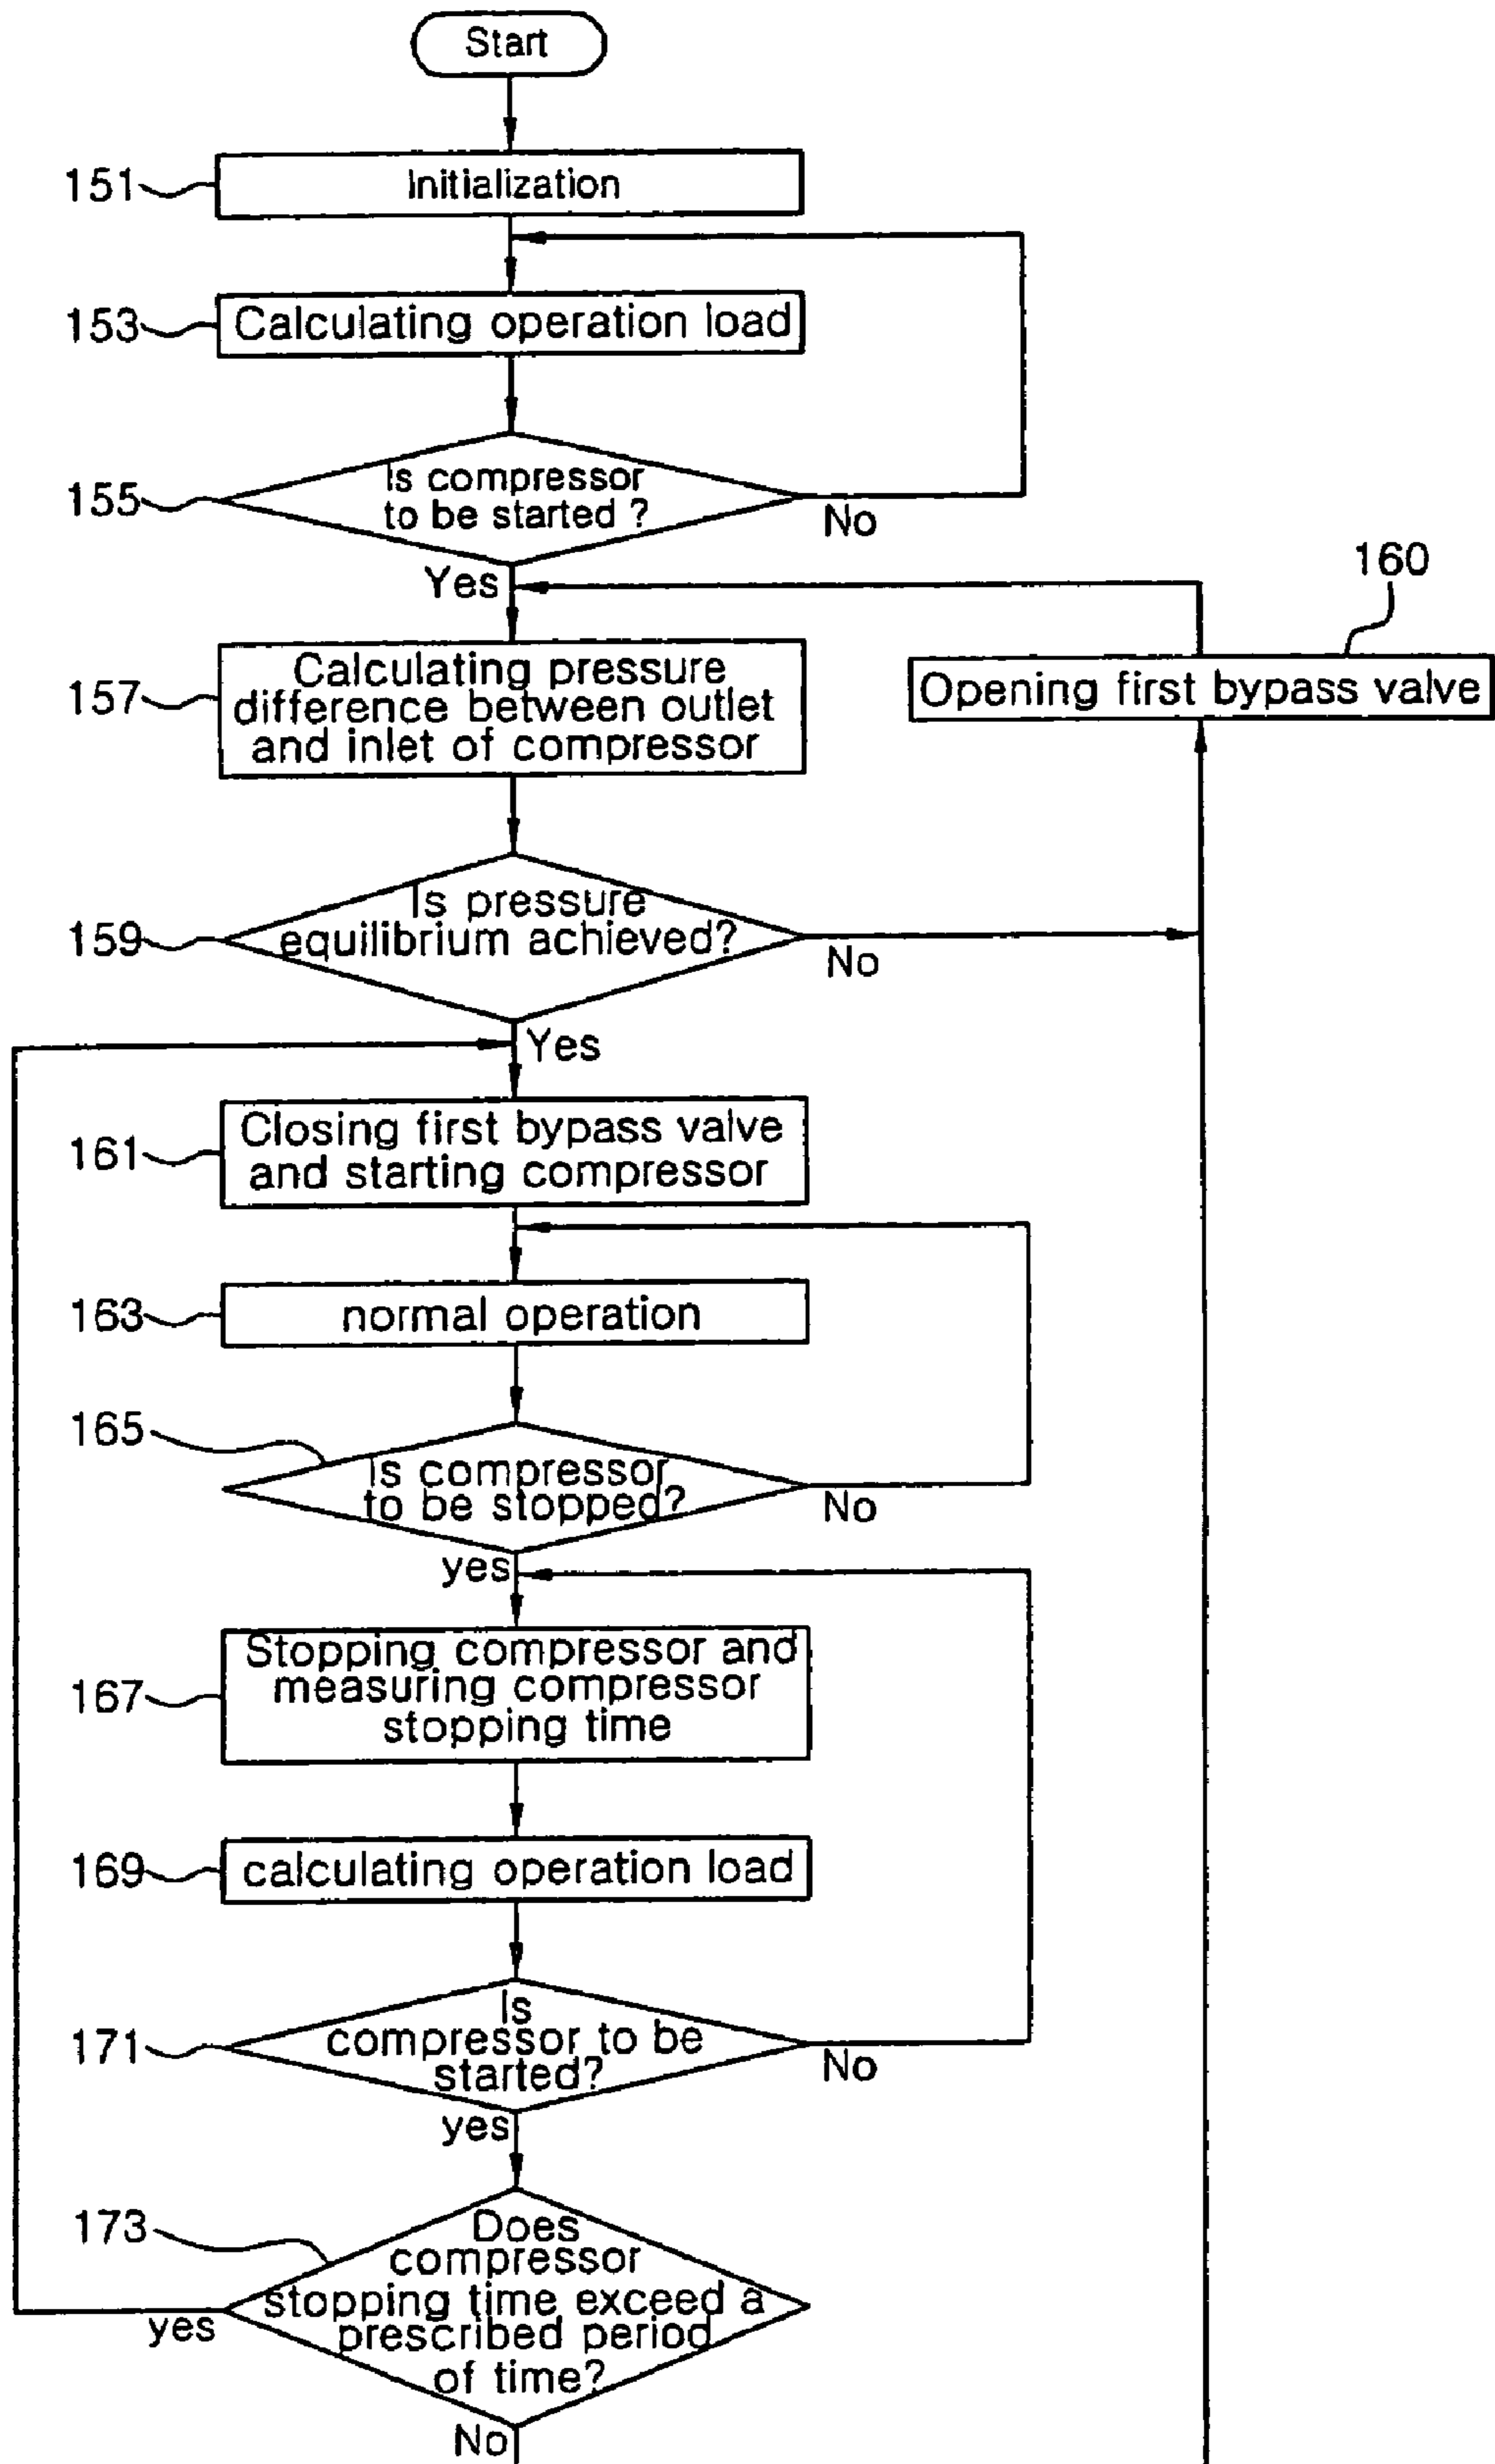 Start
151
Initialization
153
Calculating operation load
155
Is compressor
to be started ?
No
Yes
160
157
Calculating pressure
difference between outlet
and inlet of compressor
Opening first bypass valve
159
Is pressure
equilibrium achieved?
No
Yes
161
Closing first bypass valve
and starting compressor
163
normal operation
165
Is compressor
to be stopped?
No
yes
167
Stopping compressor and
measuring compressor
stopping time
169
calculating operation load
171
Is
compressor to be
started?
No
yes
173
Does
compressor
stopping time exceed a
prescribed period
of time?
yes
No